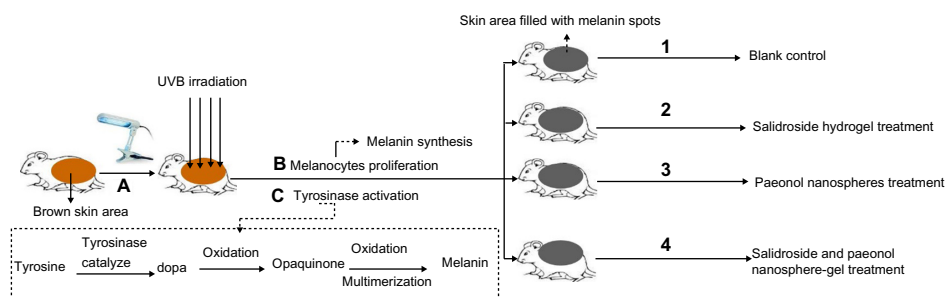 Skin area filled with melanin spots
1
Blank control
UVB irradiation
2
Salidroside hydrogel treatment
Melanin synthesis
B Melanocytes proliferation
A
C Tyrosinase activation
3
Paeonol nanospheres treatment
Brown skin area
Tyrosine
Tyrosinase
catalyze
dopa
Oxidation
Opaquinone
Oxidation
Multimerization
Melanin
4
Salidroside and paeonol
nanosphere-gel treatment